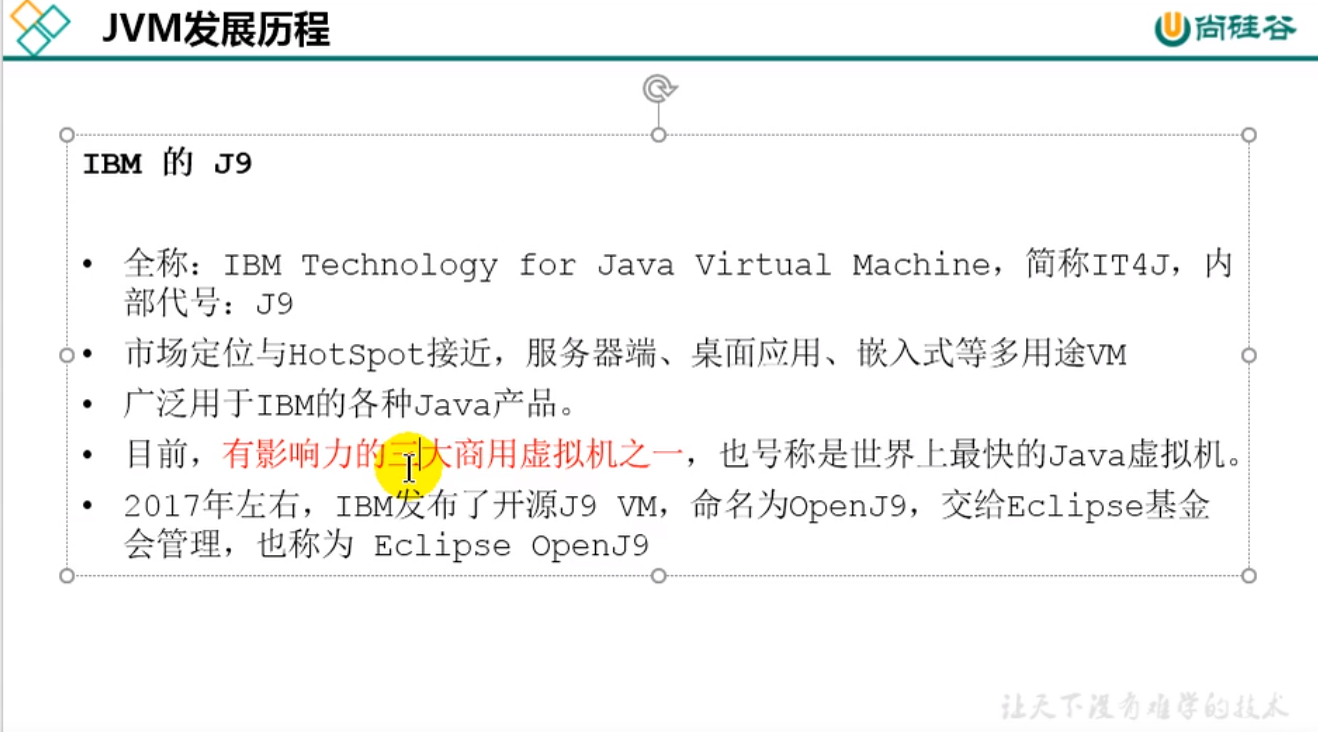 JVM发展历程
尚硅谷
IBM 的 J9
• 全称：IBM Technology for Java Virtual Machine，简称IT4J，内
部代号：J9
• 市场定位与HotSpot接近，服务器端、桌面应用、嵌入式等多用途VM
• 广泛用于IBM的各种Java产品。
• 目前，有影响力的三大商用虚拟机之一，也号称是世界上最快的Java虚拟机。
• 2017年左右，IBM发布了开源J9 VM，命名为OpenJ9，交给Eclipse基金
会管理，也称为 Eclipse OpenJ9
让天下没有难学的技术